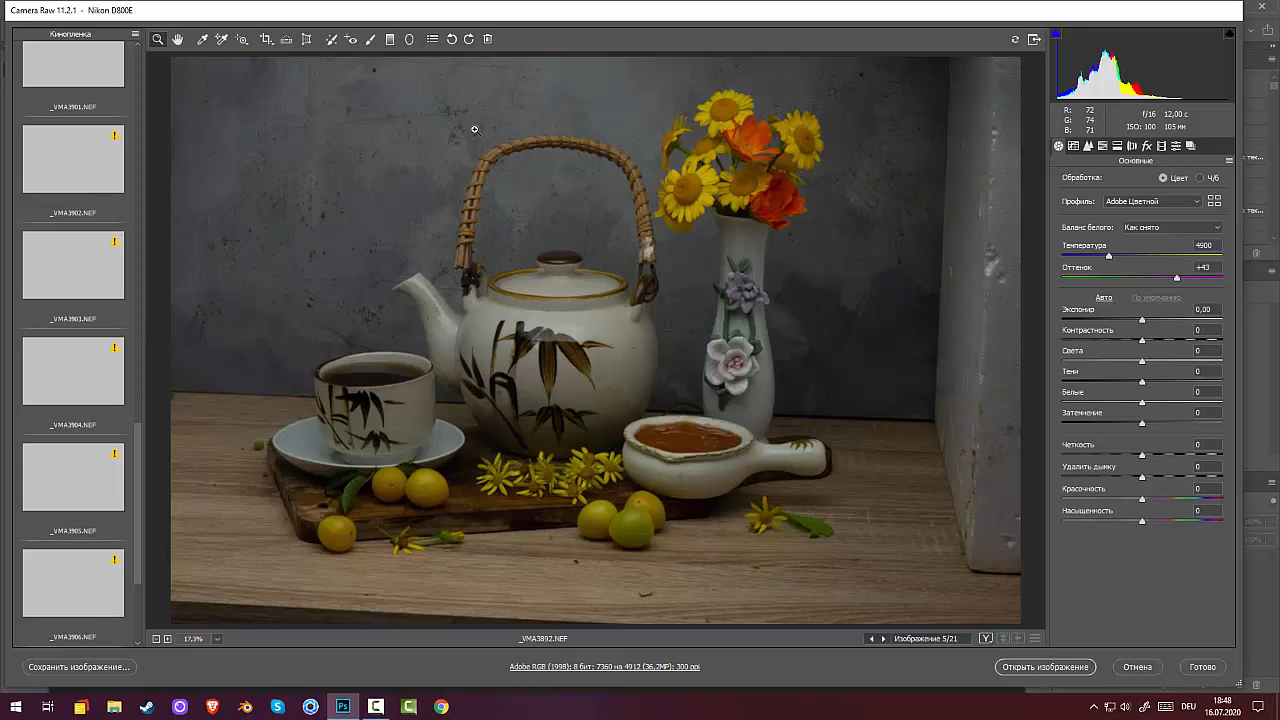 Camera Raw 11.2.1 - Nikon D800E
Кинопленка
_VMA3901.NEF
_VMA3902.NEF
_VMA3903.NEF
_VMA3904.NEF
_VMA3905.NEF
_VMA3906.NEF
R: 72
G: 74
B: 71
f/16 12,00 с
ISO: 100 105 мм
Основные
Обработка: Цвет Ч/б
Профиль: Adobe Цветной
Баланс белого: Как снято
Температура 4900
Оттенок +43
Авто По умолчанию
Экспонир 0,00
Контрастность 0
Света 0
Тени 0
Белые 0
Затемнение 0
Четкость 0
Удалить дымку 0
Красочность 0
Насыщенность 0
17,3%
_VMA3892.NEF
Изображение 5/21
Y
Сохранить изображение...
Adobe RGB (1998); 8 бит; 7360 на 4912 (36,2MP); 300 ppi
Открыть изображение
Отмена
Готово
Ps
DEU
18:48
16.07.2020